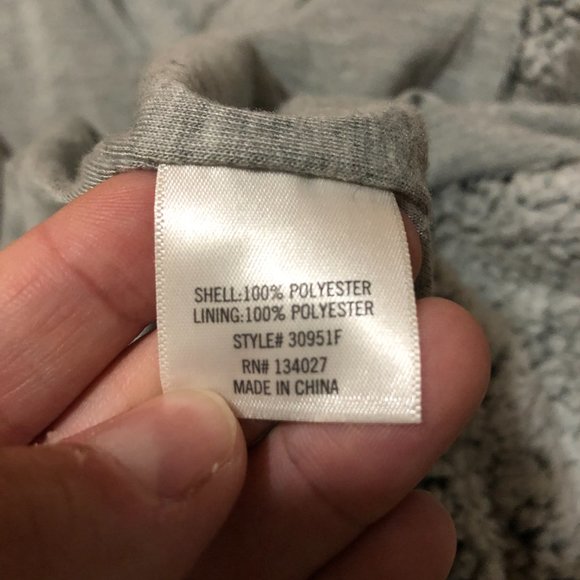 SHELL:100% POLYESTER
LINING:100% POLYESTER
STYLE# 30951F
RN# 134027
MADE IN CHINA